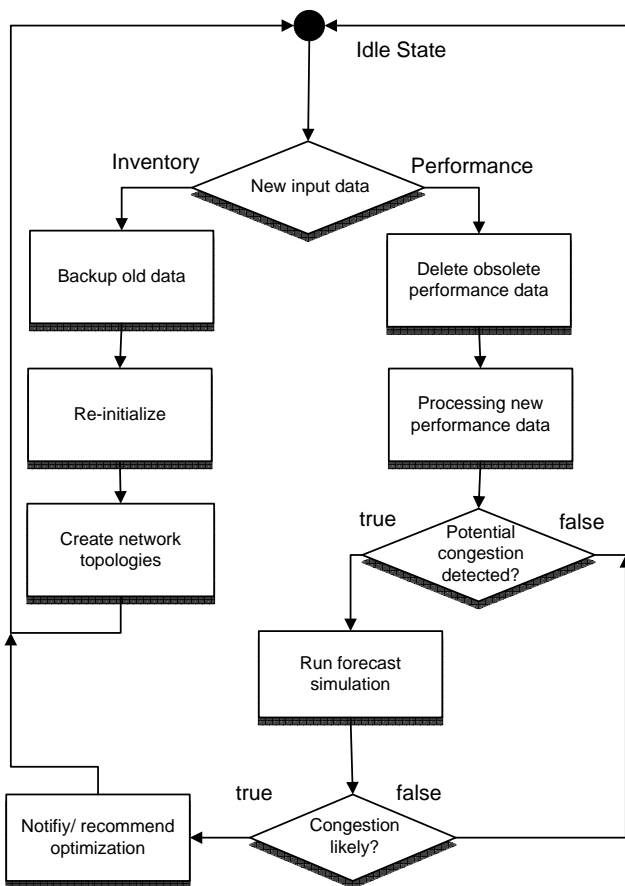 Idle State
Inventory
Performance
New input data
Backup old data
Delete obsolete
performance data
Re-initialize
Processing new
performance data
Create network
topologies
true
false
Potential
congestion
detected?
Run forecast
simulation
true
false
Notifiy/ recommend
optimization
Congestion
likely?